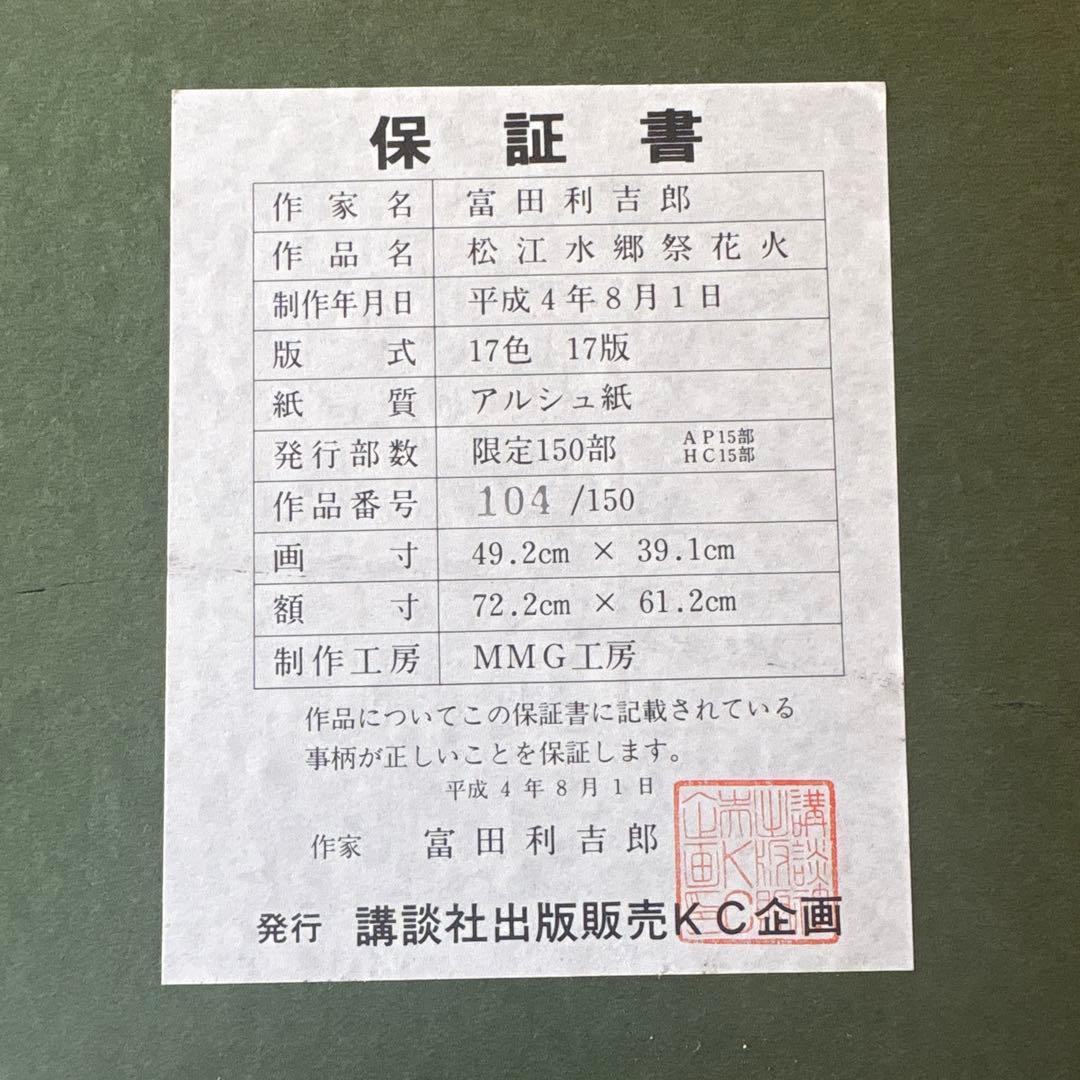 保証書
作家名 富田利吉郎
作品名 松江水郷祭花火
制作年月日 平成4年8月1日
版式 17色 17版
紙質 アルシュ紙
発行部数 限定150部 AP15部
HC15部
作品番号 104 /150
画寸 49.2cm × 39.1cm
額寸 72.2cm × 61.2cm
制作工房 MMG工房
作品についてこの保証書に記載されている
事柄が正しいことを保証します。
平成4年8月1日
作家 富田利吉郎
発行 講談社出版販売KC企画